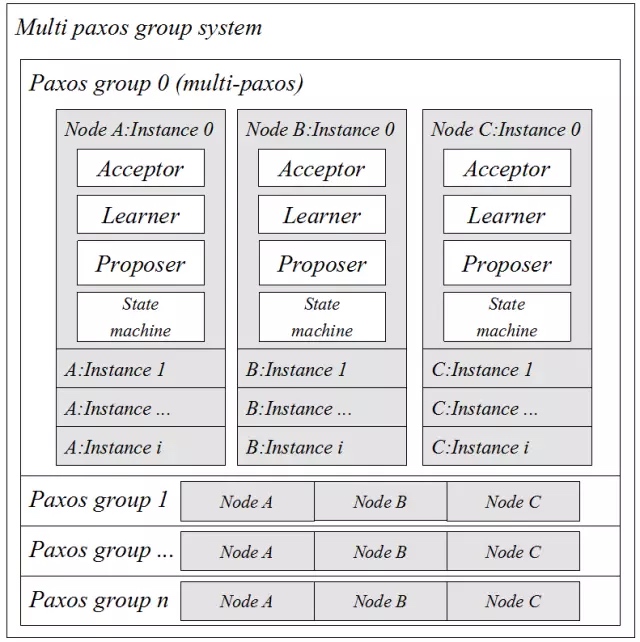 Multi paxos group system
Paxos group 0 (multi-paxos)
Node A:Instance 0
Acceptor
Learner
Proposer
State
machine
A:Instance 1
A:Instance ...
A:Instance i
Node B:Instance 0
Acceptor
Learner
Proposer
State
machine
B:Instance 1
B:Instance ...
B:Instance i
Node C:Instance 0
Acceptor
Learner
Proposer
State
machine
C:Instance 1
C:Instance ...
C:Instance i
Paxos group 1 Node A Node B Node C
Paxos group ... Node A Node B Node C
Paxos group n Node A Node B Node C